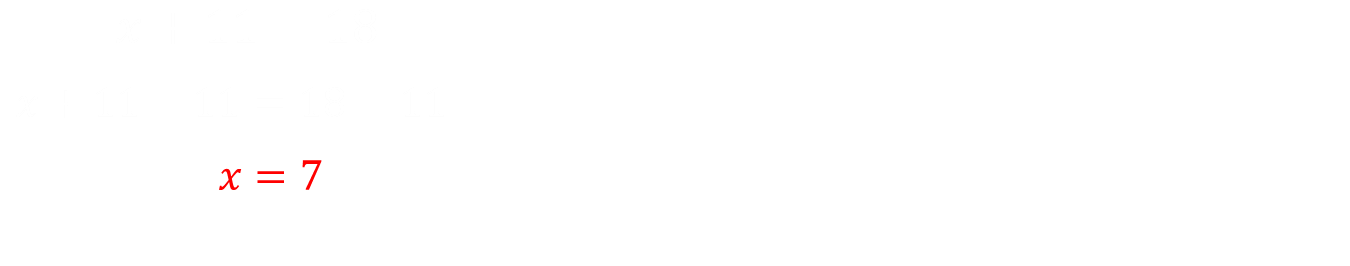 x = 7